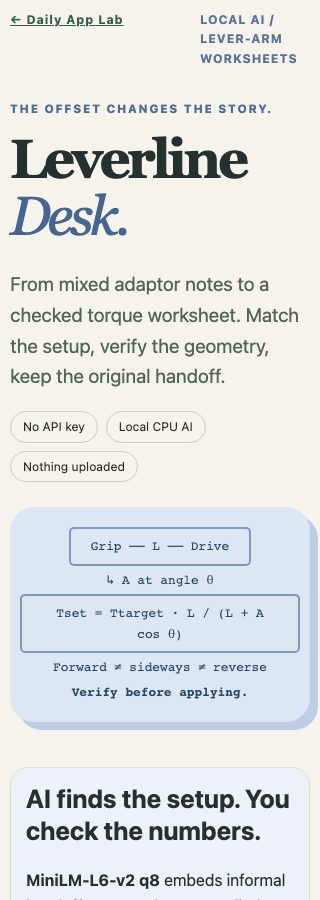 ← Daily App Lab
LOCAL AI /
LEVER-ARM
WORKSHEETS
THE OFFSET CHANGES THE STORY.
Leverline
Desk.
From mixed adaptor notes to a
checked torque worksheet. Match
the setup, verify the geometry,
keep the original handoff.
No API key
Local CPU AI
Nothing uploaded
Grip — L — Drive
↳ A at angle θ
Tset = Ttarget · L / (L + A
cos θ)
Forward ≠ sideways ≠ reverse
Verify before applying.
AI finds the setup. You
check the numbers.
MiniLM-L6-v2 q8 embeds informal